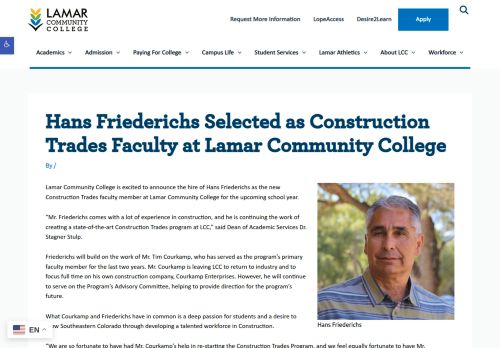 LAMAR
COMMUNITY
COLLEGE
Request More Information LopeAccess Desire2Learn Apply
Academics Admission Paying For College Campus Life Student Services Lamar Athletics About LCC Workforce
Hans Friederichs Selected as Construction
Trades Faculty at Lamar Community College
By /
Lamar Community College is excited to announce the hire of Hans Friederichs as the new
Construction Trades faculty member at Lamar Community College for the upcoming school year.
"Mr. Friederichs comes with a lot of experience in construction, and he is continuing the work of
creating a state-of-the-art Construction Trades program at LCC," said Dean of Academic Services Dr.
Stagner Stulp.
Friederichs will build on the work of Mr. Tim Courkamp, who has served as the program's primary
faculty member for the last two years. Mr. Courkamp is leaving LCC to return to industry and to
focus full time on his own construction company, Courkamp Enterprises. However, he will continue
to serve on the Program's Advisory Committee, helping to provide direction for the program's
future.
Hans Friederichs
What Courkamp and Friederichs have in common is a deep passion for students and a desire to
Southeastern Colorado through developing a talented workforce in Construction.
EN
"We are so fortunate to have had Mr. Courkamp's help in re-starting the Construction Trades Program, and we feel equally fortunate to have Mr.